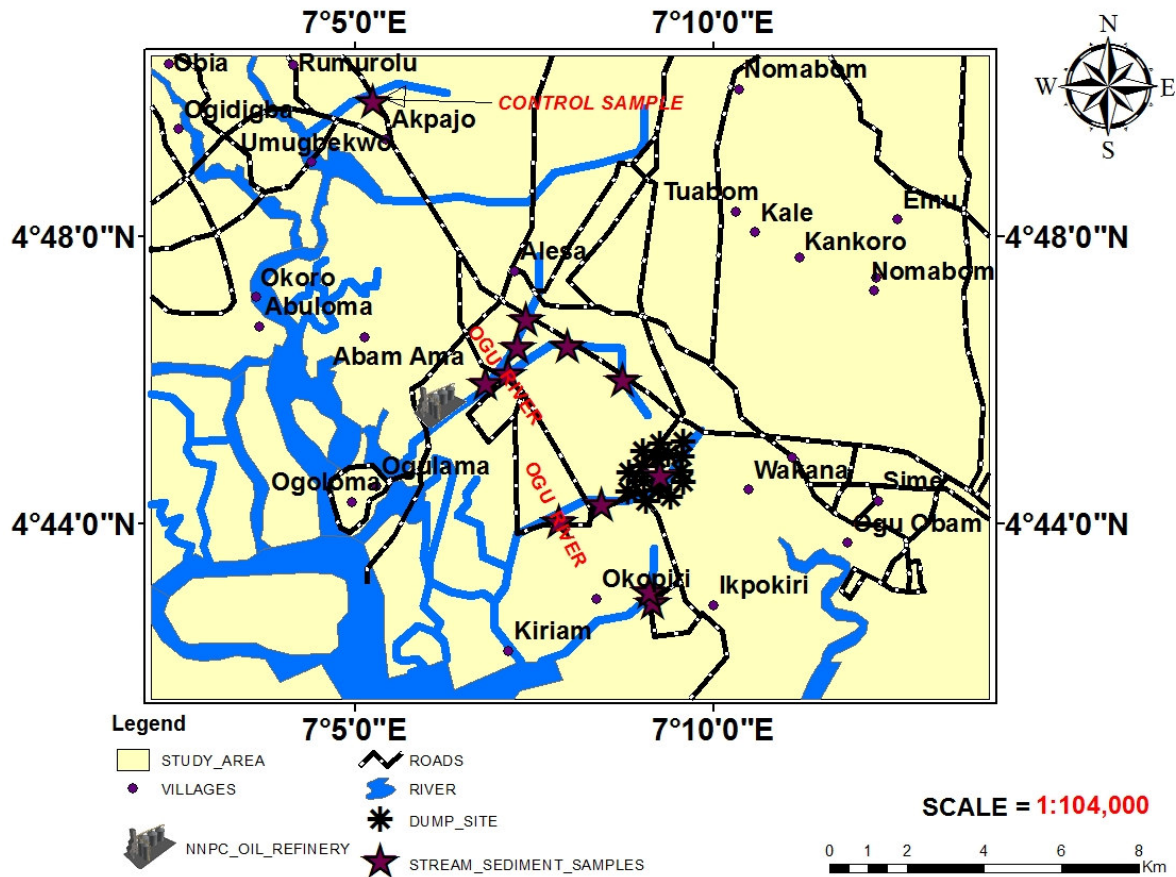 7°5'0"E 7°10'0"E
N
W E
S
Obia Rumurolu Nomabom
CONTROL SAMPLE
Ogidigba Akpajo
Umugbekwo
Tuabom Kale Emu
4°48'0"N 4°48'0"N
Alesa Kankoro
Okoro Nomabom
Abuloma
OGU RIVER
Abam Ama
Ogulama Wakana
Ogoloma Sime
OGU RIVER
4°44'0"N 4°44'0"N
Ogu Obam
Okopiri Ikpokiri
Kiriam
7°5'0"E 7°10'0"E
Legend
STUDY_AREA ROADS
VILLAGES RIVER
DUMP_SITE
NNPC_OIL_REFINERY
STREAM_SEDIMENT_SAMPLES
SCALE = 1:104,000
0 1 2 4 6 8
Km